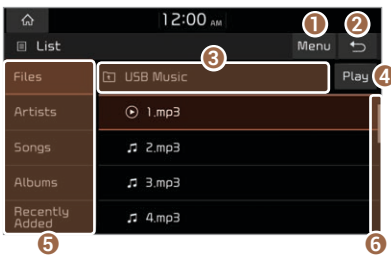 12:00 AM
1 2
List Menu
3
Files USB Music Play 4
Artists 1.mp3
Songs 2.mp3
Albums 3.mp3
Recently
Added 4.mp3
5 6